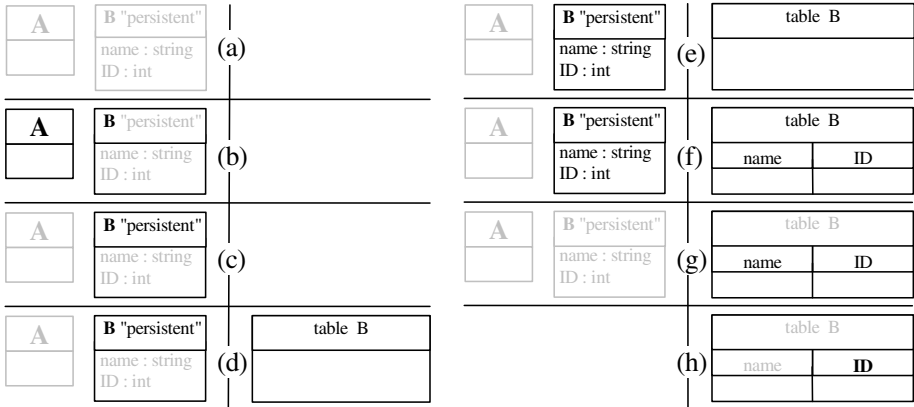 A
B "persistent"
name : string
ID : int
(a)
A
B "persistent"
name : string
ID : int
(b)
A
B "persistent"
name : string
ID : int
(c)
A
B "persistent"
name : string
ID : int
(d)
table B
A
B "persistent"
name : string
ID : int
(e)
table B
A
B "persistent"
name : string
ID : int
(f)
table B
name ID
A
B "persistent"
name : string
ID : int
(g)
table B
name ID
(h)
table B
name ID